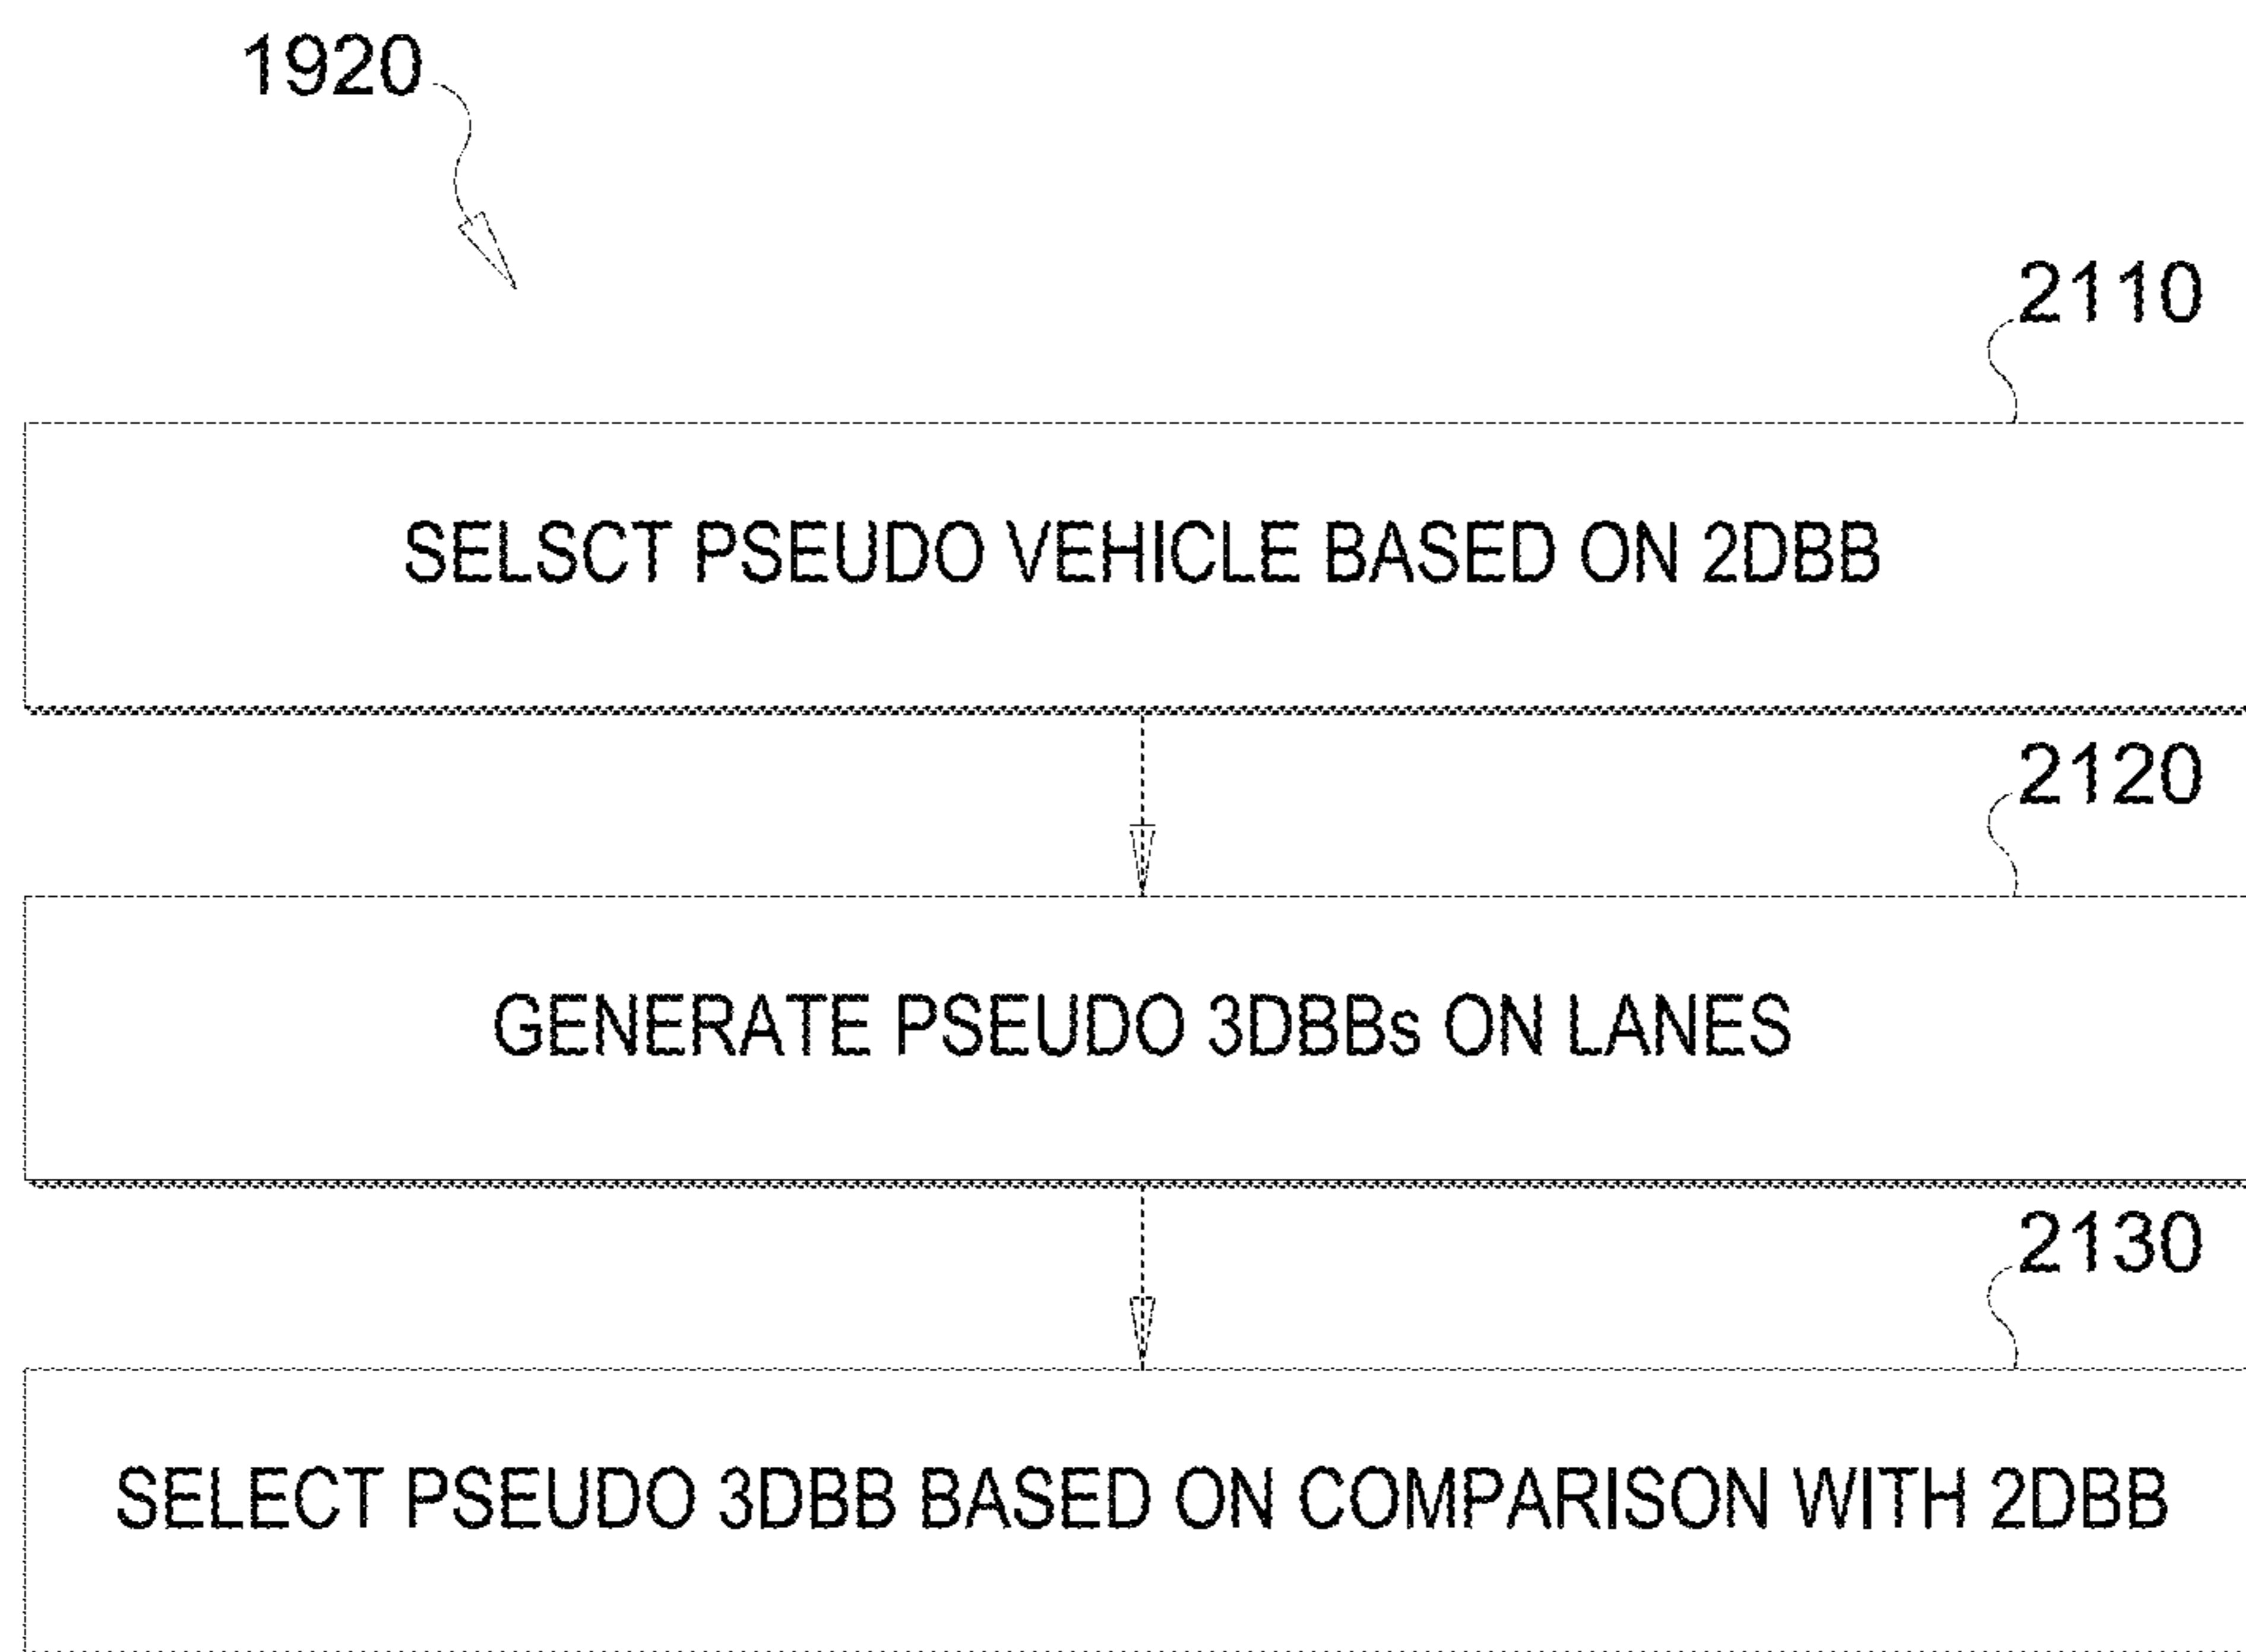 1920
2110
SELSCT PSEUDO VEHICLE BASED ON 2DBB
2120
GENERATE PSEUDO 3DBBs ON LANES
2130
SELECT PSEUDO 3DBB BASED ON COMPARISON WITH 2DBB